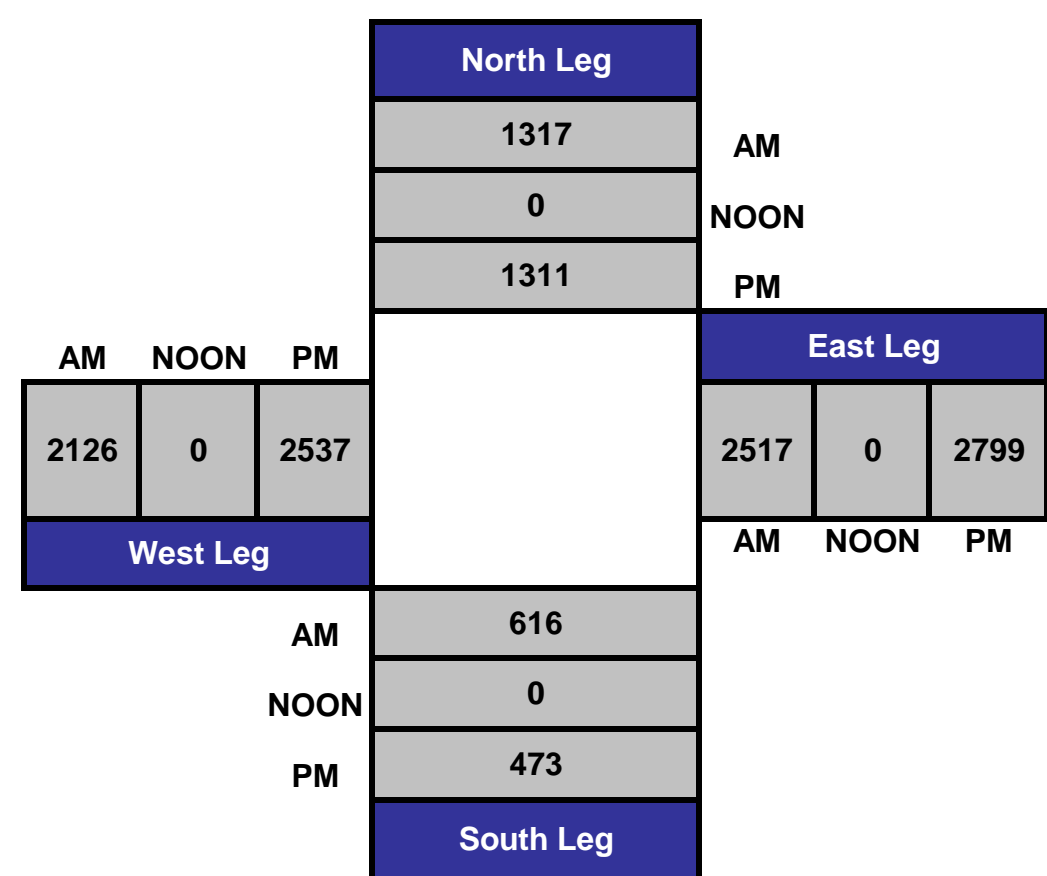 North Leg
1317
AM
0
NOON
1311
PM
East Leg
AM NOON PM
2126 0 2537
2517 0 2799
West Leg
AM NOON PM
AM
616
NOON
0
PM
473
South Leg